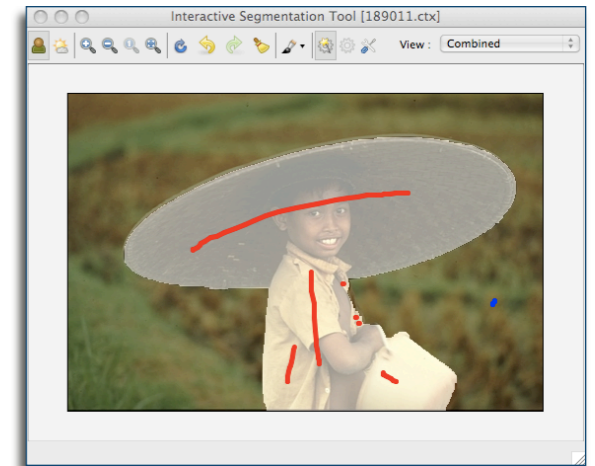 Interactive Segmentation Tool [189011.ctx]
View : Combined